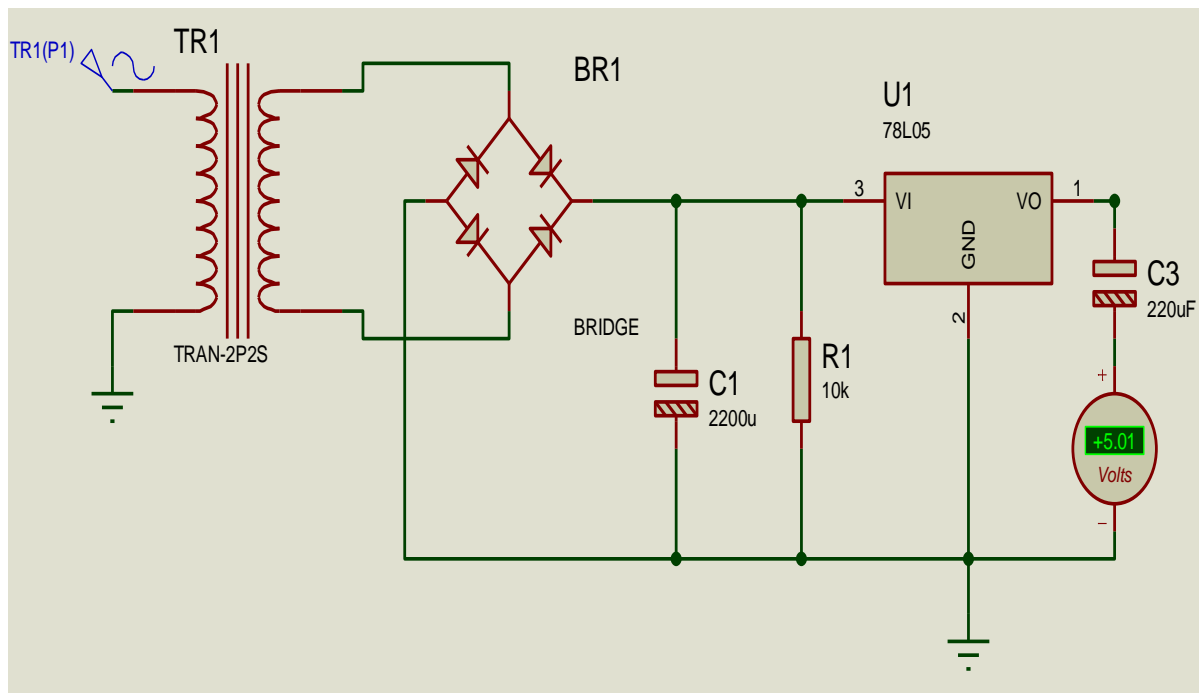 TR1(P1)
TR1
TRAN-2P2S
BR1
BRIDGE
C1
2200u
R1
10k
U1
78L05
3
VI
VO
1
GND
2
C3
220uF
+
+5.01
Volts
−